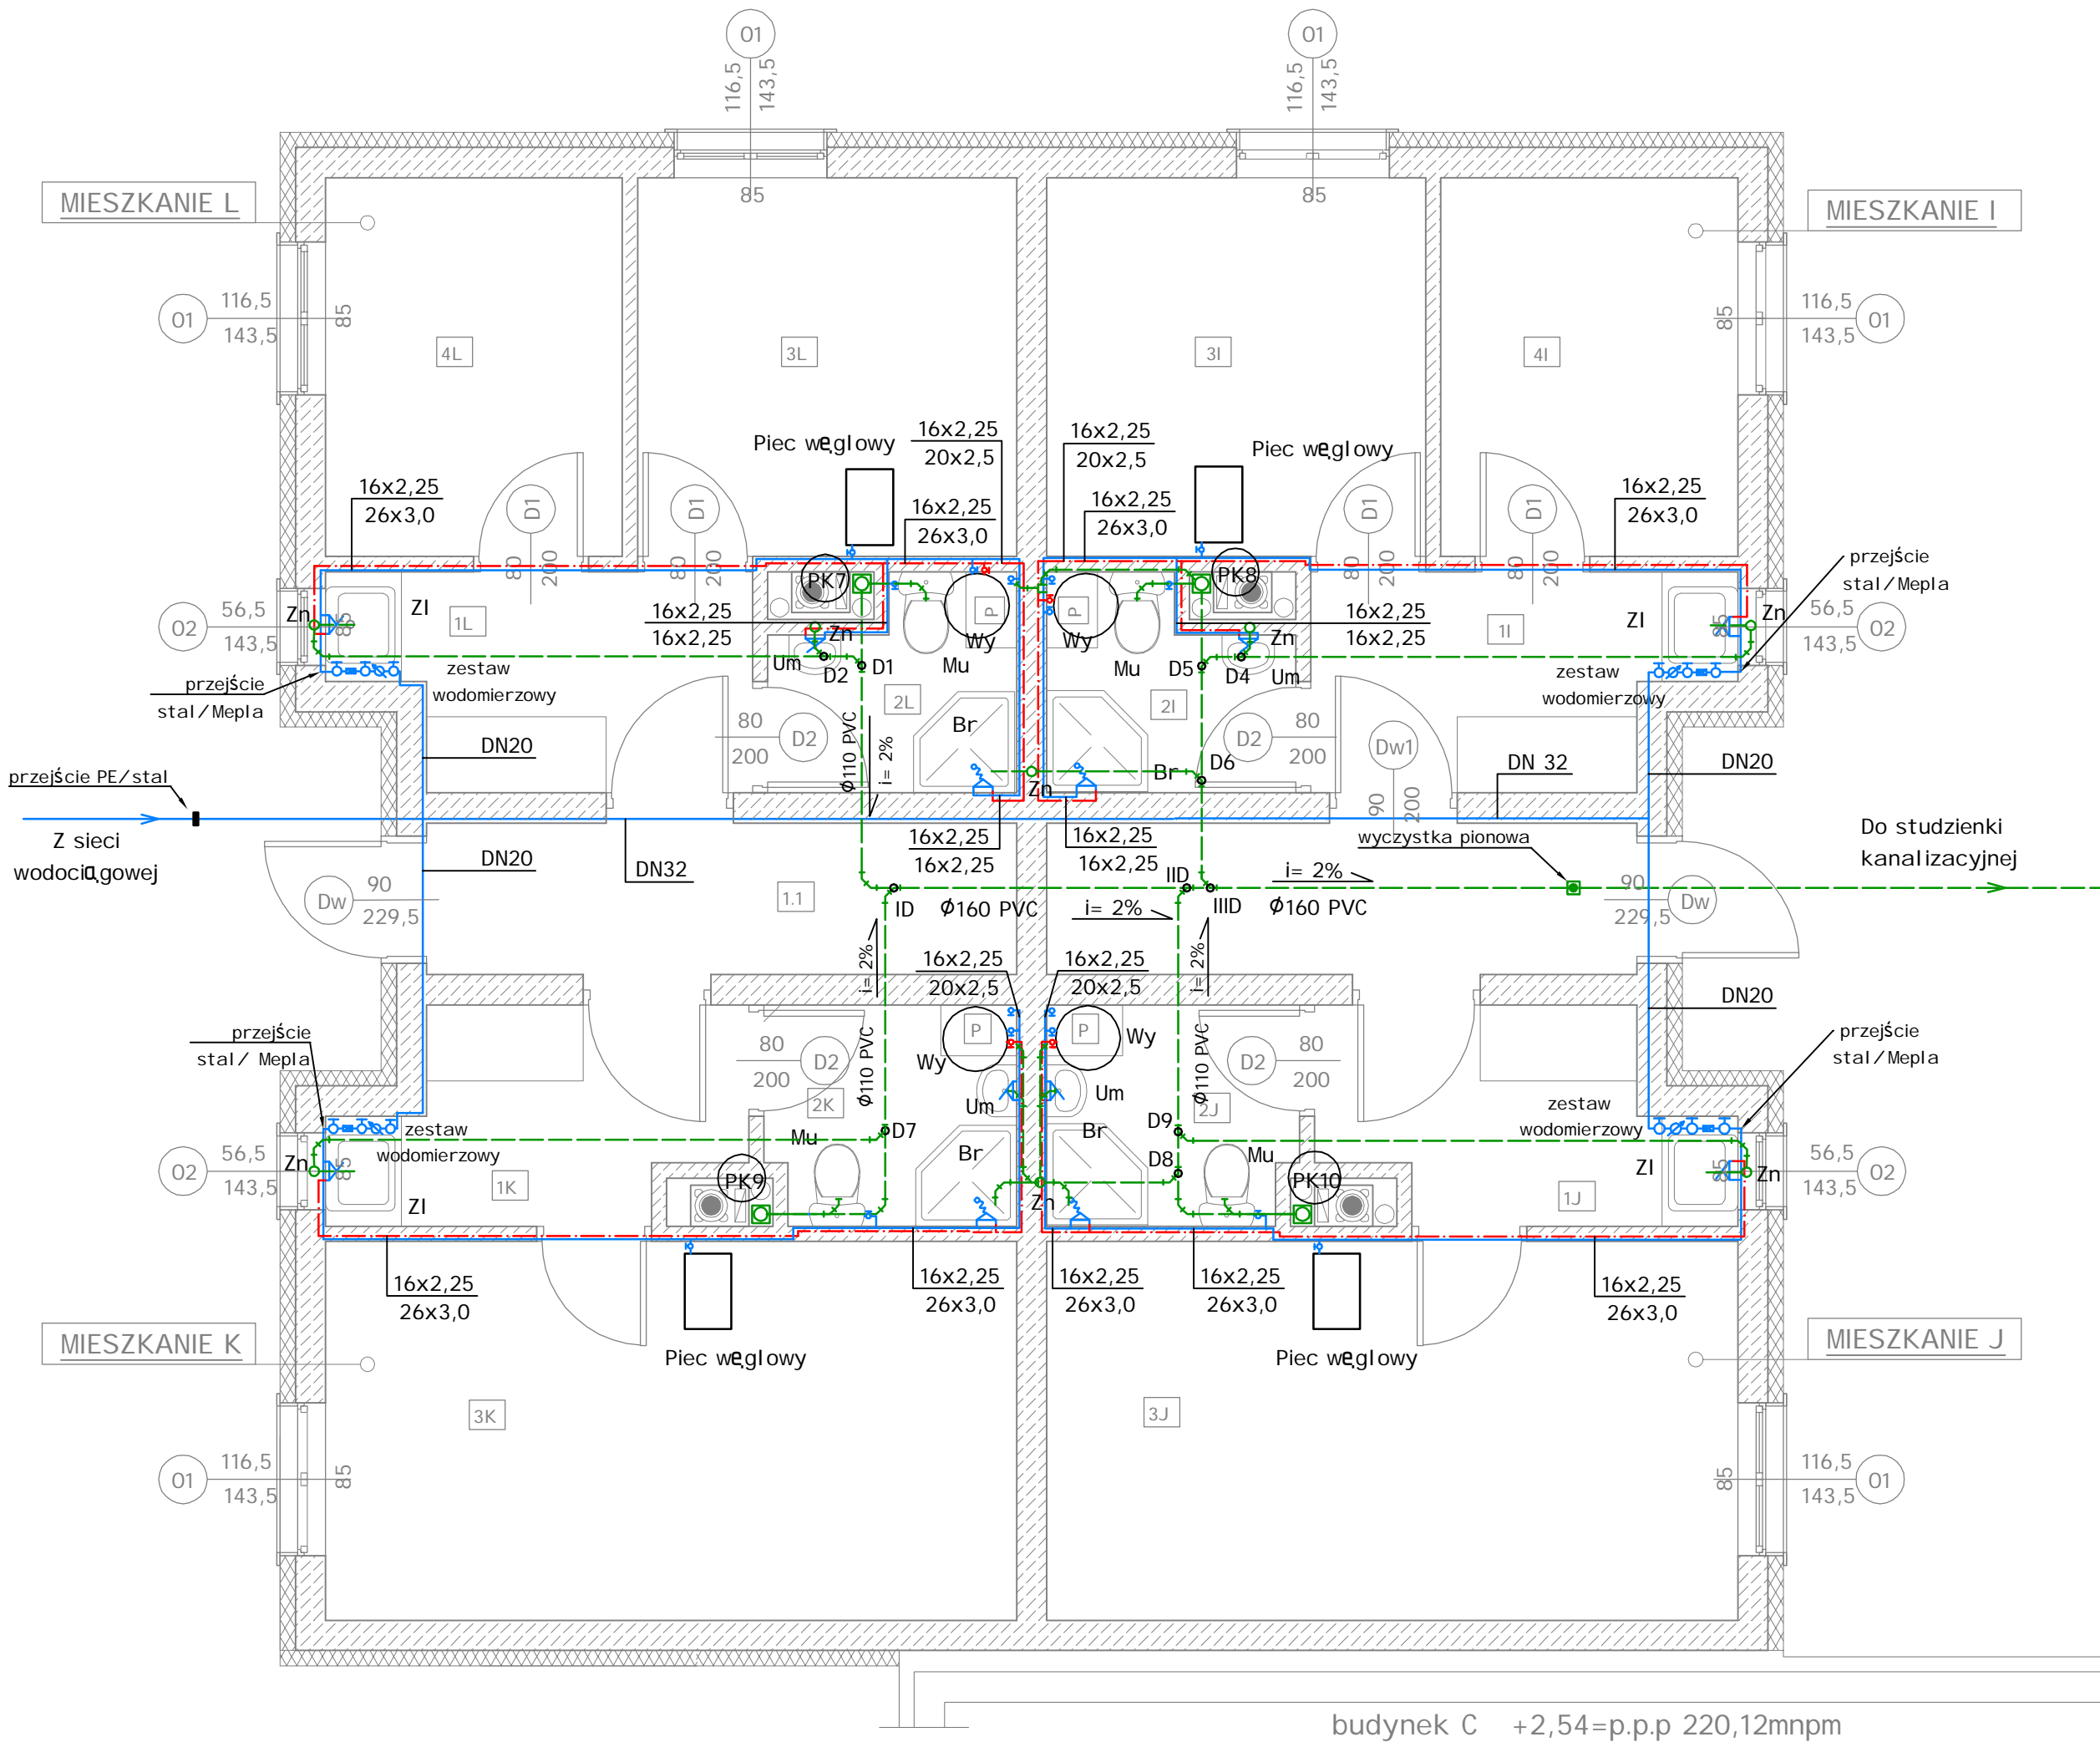 01
01
116,5
143,5
116,5
143,5
85
85
MIESZKANIE L
MIESZKANIE I
01
116,5
143,5
85
85
116,5
143,5
01
4L
3L
3I
4I
Piec węglowy
16x2,25
20x2,5
16x2,25
20x2,5
Piec węglowy
16x2,25
26x3,0
D1
D1
16x2,25
26x3,0
16x2,25
26x3,0
D1
D1
16x2,25
26x3,0
80
200
80
200
80
200
80
200
przejście
stal/Mepla
PK7
PK8
02
56,5
143,5
Zn
85
Zl
1L
16x2,25
16x2,25
Zn
P
Wy
P
Wy
16x2,25
16x2,25
Zn
1I
Zl
85
Zn
56,5
143,5
02
Um
D2
D1
Mu
Mu
D5
D4
Um
zestaw
wodomierzowy
zestaw
wodomierzowy
przejście
stal/Mepla
2L
2I
80
200
D2
Br
Br
D6
D2
80
200
Dw1
DN20
ϕ110 PVC
i= 2%
Zn
DN 32
DN20
przejście PE/stal
90
200
Z sieci
wodociągowej
DN20
DN32
16x2,25
16x2,25
16x2,25
16x2,25
wyczystka pionowa
Do studzienki
kanalizacyjnej
Dw
90
229,5
1.1
ID
ϕ160 PVC
IID
i= 2%
IIID
i= 2%
ϕ160 PVC
90
229,5
Dw
i= 2%
16x2,25
20x2,5
16x2,25
20x2,5
i= 2%
DN20
przejście
stal/ Mepla
80
200
D2
ϕ110 PVC
P
Wy
P
Wy
ϕ110 PVC
D2
80
200
przejście
stal/Mepla
2K
Um
Um
2J
zestaw
wodomierzowy
Mu
D7
Br
Br
D9
D8
Mu
zestaw
wodomierzowy
02
56,5
143,5
Zn
85
Zl
1K
PK9
Zn
PK10
1J
Zl
85
Zn
56,5
143,5
02
16x2,25
26x3,0
16x2,25
26x3,0
16x2,25
26x3,0
16x2,25
26x3,0
16x2,25
26x3,0
MIESZKANIE K
Piec węglowy
Piec węglowy
MIESZKANIE J
3K
3J
01
116,5
143,5
85
85
116,5
143,5
01
budynek C +2,54=p.p.p 220,12mnpm